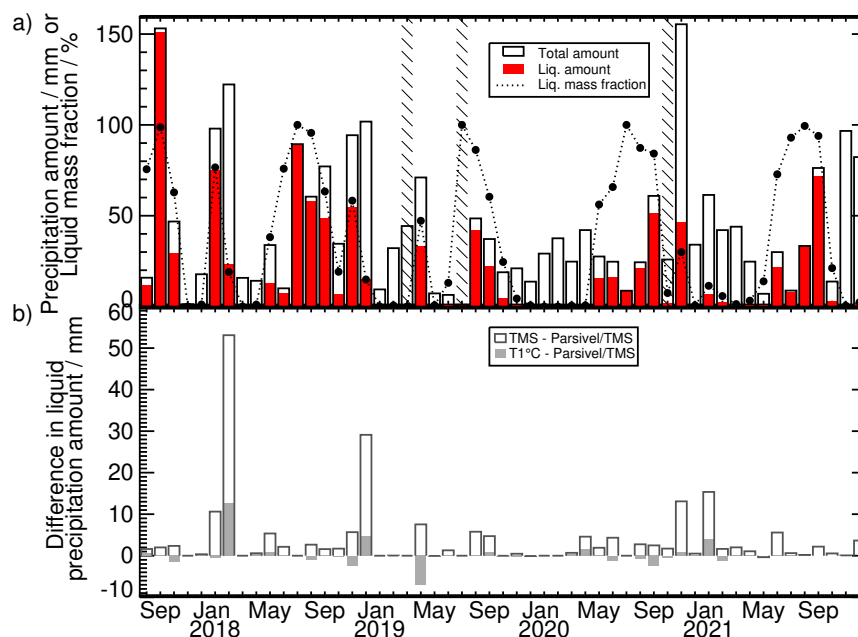 a)
Precipitation amount / mm or
Liquid mass fraction / %
150
100
50
0
Total amount
Liq. amount
Liq. mass fraction
b)
Difference in liquid
precipitation amount / mm
60
50
40
30
20
10
0
-10
TMS - Parsivel/TMS
T1°C - Parsivel/TMS
Sep Jan May Sep Jan May Sep Jan May Sep Jan May Sep
2018 2019 2020 2021